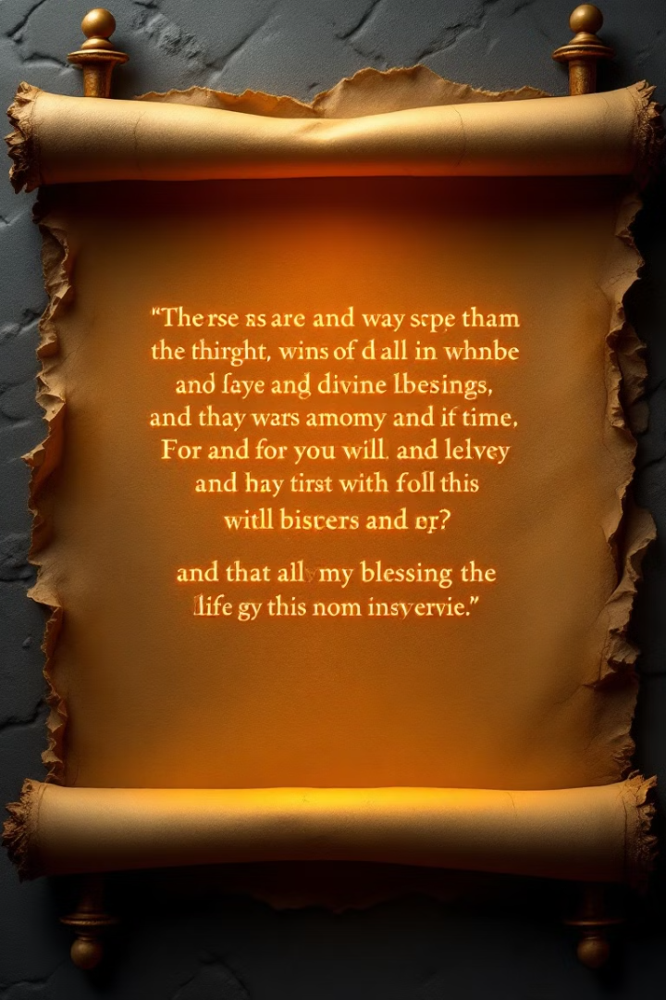 "The rse as are and way scpe tham
the thirght, wins of d all in whnbe
and faye and divine lbesings,
and thay wars amomy and if time,
For and for you will. and lelvey
and hay tirst with foll this
witll biscers and er?
and that all my blessing the
life gy this nom insyervie."